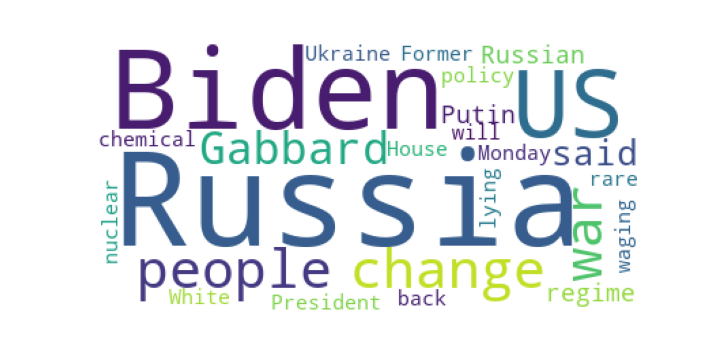 Ukraine Former Russian
Biden policy US
Putin
chemical Gabbard House will
Monday said
Russia lying rare
nuclear war waging
people change
White President back regime